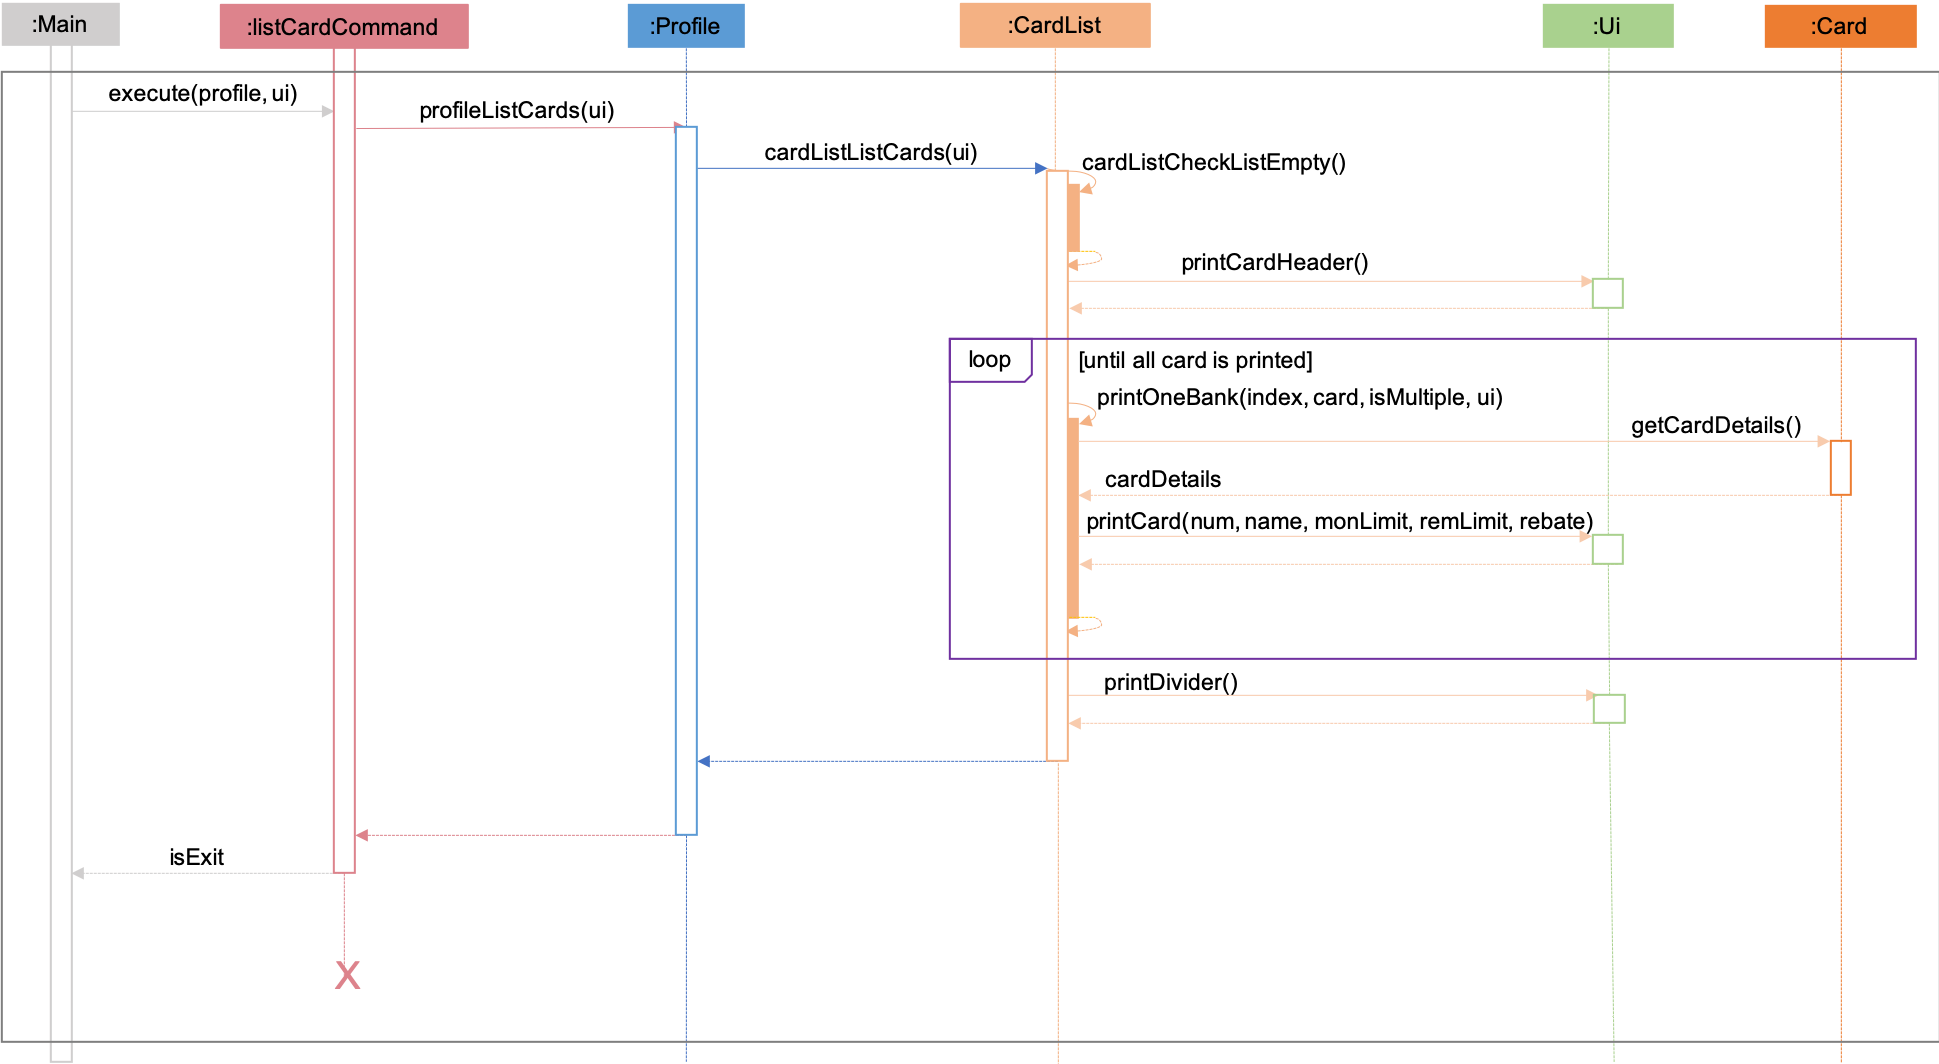 :Main
:listCardCommand
:Profile
:CardList
:Ui
:Card
execute(profile, ui)
profileListCards(ui)
cardListListCards(ui)
cardListCheckListEmpty()
printCardHeader()
loop
[until all card is printed]
printOneBank(index, card, isMultiple, ui)
getCardDetails()
cardDetails
printCard(num, name, monLimit, remLimit, rebate)
printDivider()
isExit
X